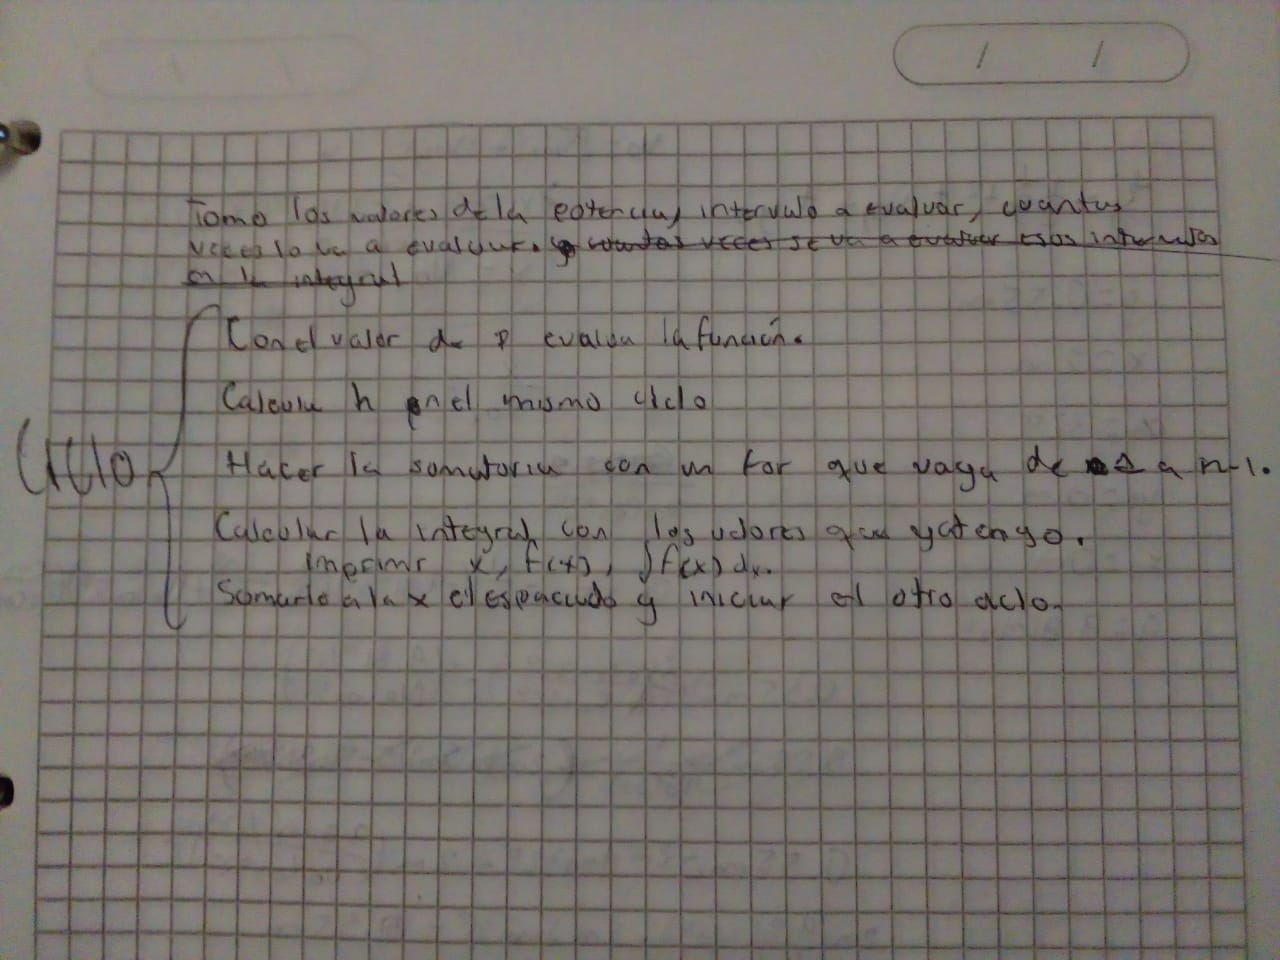 Tomo los valores de la potencia, intervalo a evaluar, cuantas
veces lo va a evaluar. y cuantas veces se va a evaluar esos intervalos
en la integral
Con el valor de P evalua la función.
Calcula h en el mismo ciclo
Ciclo
Hacer la somatoria con un for que vaya de 1 a n-1.
Calcular la integral con los valores que ya tengo.
imprimir x, f(x), ∫f(x) dx.
Sumarle a la x el espaciado y iniciar el otro ciclo.